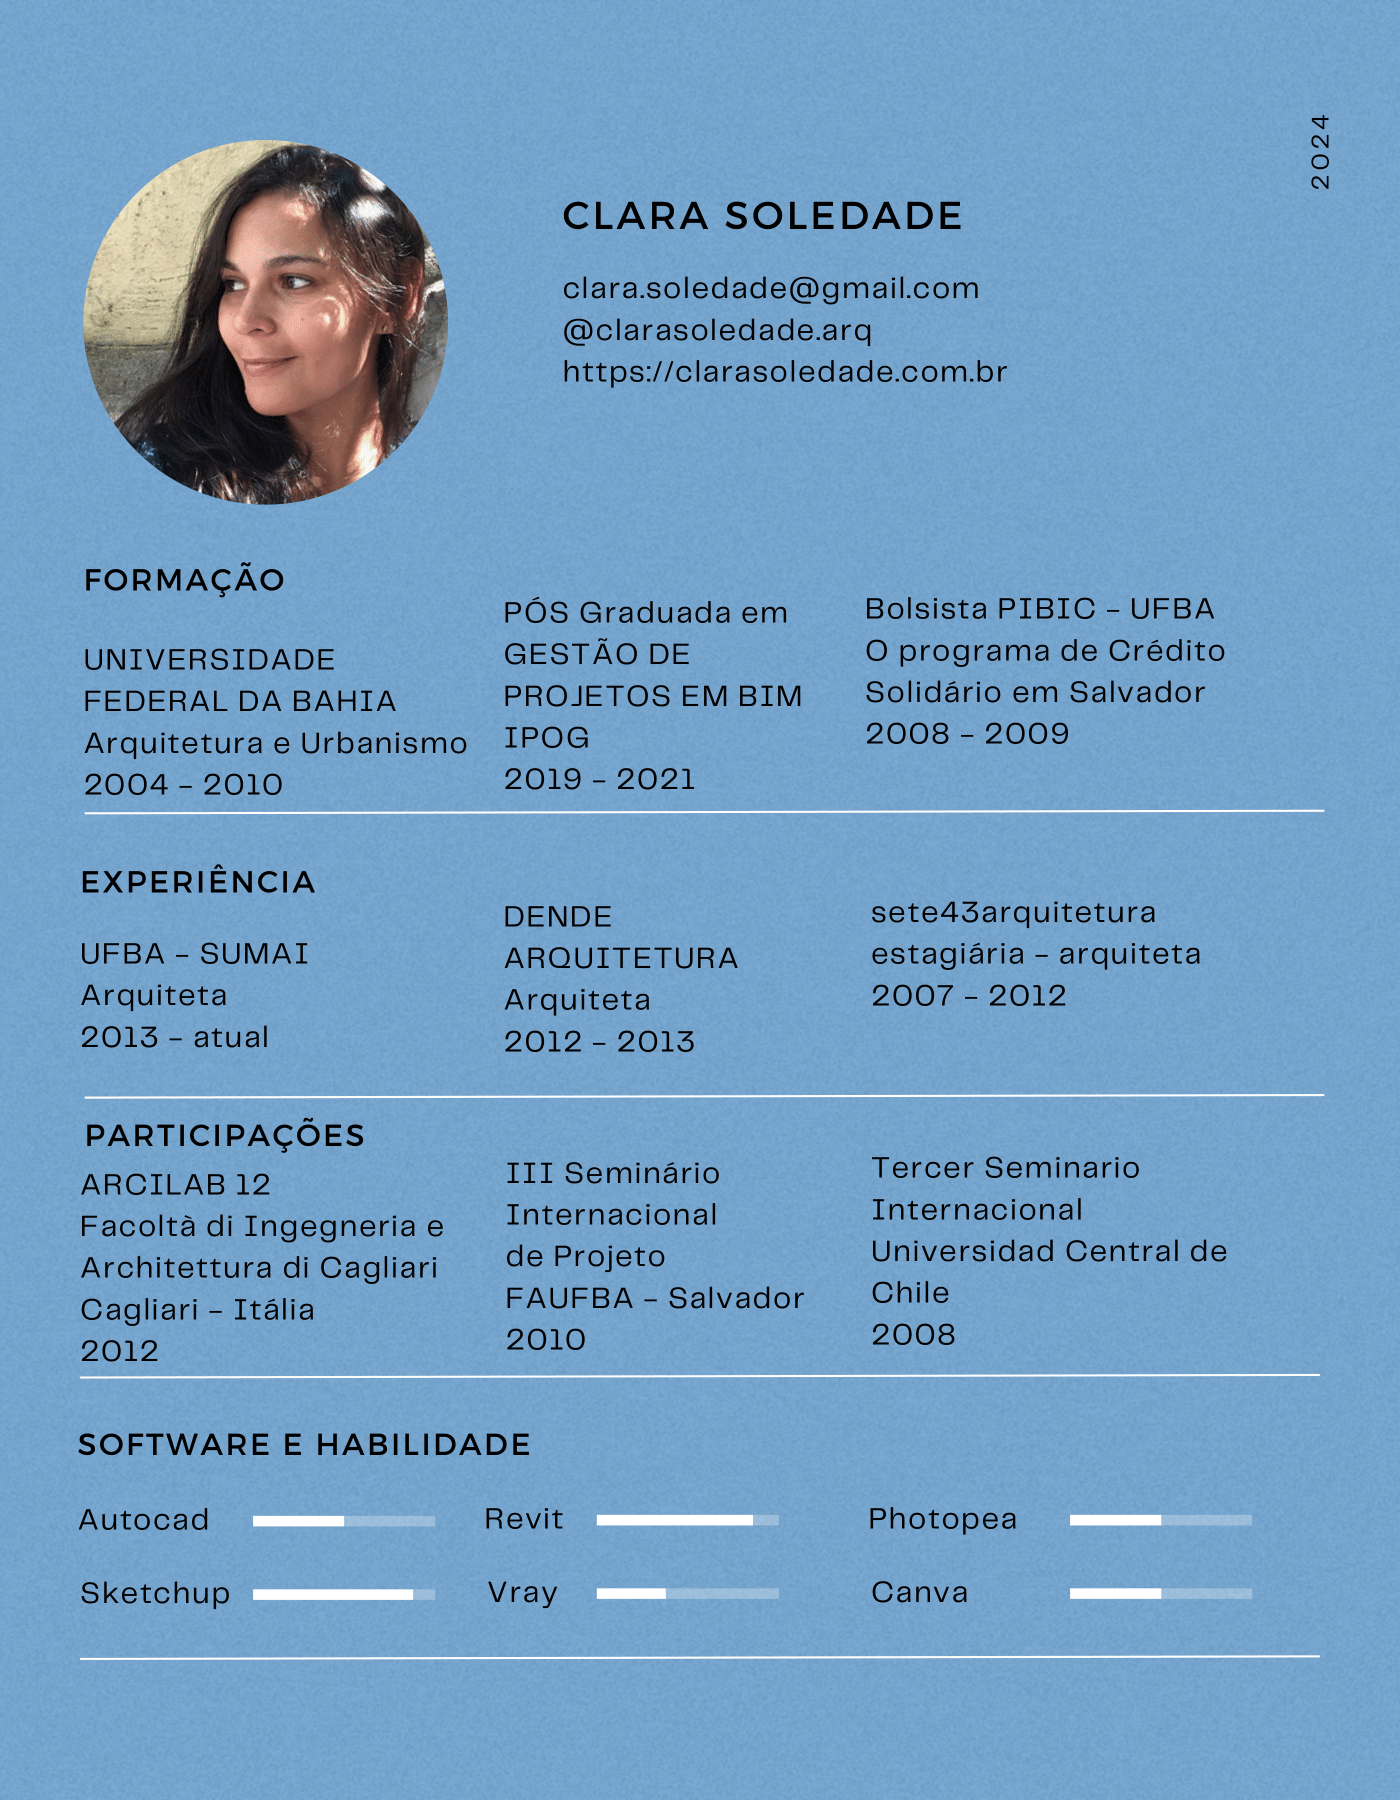 2024
CLARA SOLEDADE
clara.soledade@gmail.com
@clarasoledade.arq
https://clarasoledade.com.br
FORMAÇÃO
UNIVERSIDADE
FEDERAL DA BAHIA
Arquitetura e Urbanismo
2004 - 2010
PÓS Graduada em
GESTÃO DE
PROJETOS EM BIM
IPOG
2019 - 2021
Bolsista PIBIC - UFBA
O programa de Crédito
Solidário em Salvador
2008 - 2009
EXPERIÊNCIA
UFBA - SUMAI
Arquiteta
2013 - atual
DENDE
ARQUITETURA
Arquiteta
2012 - 2013
sete43arquitetura
estagiária - arquiteta
2007 - 2012
PARTICIPAÇÕES
ARCILAB 12
Facoltà di Ingegneria e
Architettura di Cagliari
Cagliari - Itália
2012
III Seminário
Internacional
de Projeto
FAUFBA - Salvador
2010
Tercer Seminario
Internacional
Universidad Central de
Chile
2008
SOFTWARE E HABILIDADE
Autocad
Revit
Photopea
Sketchup
Vray
Canva